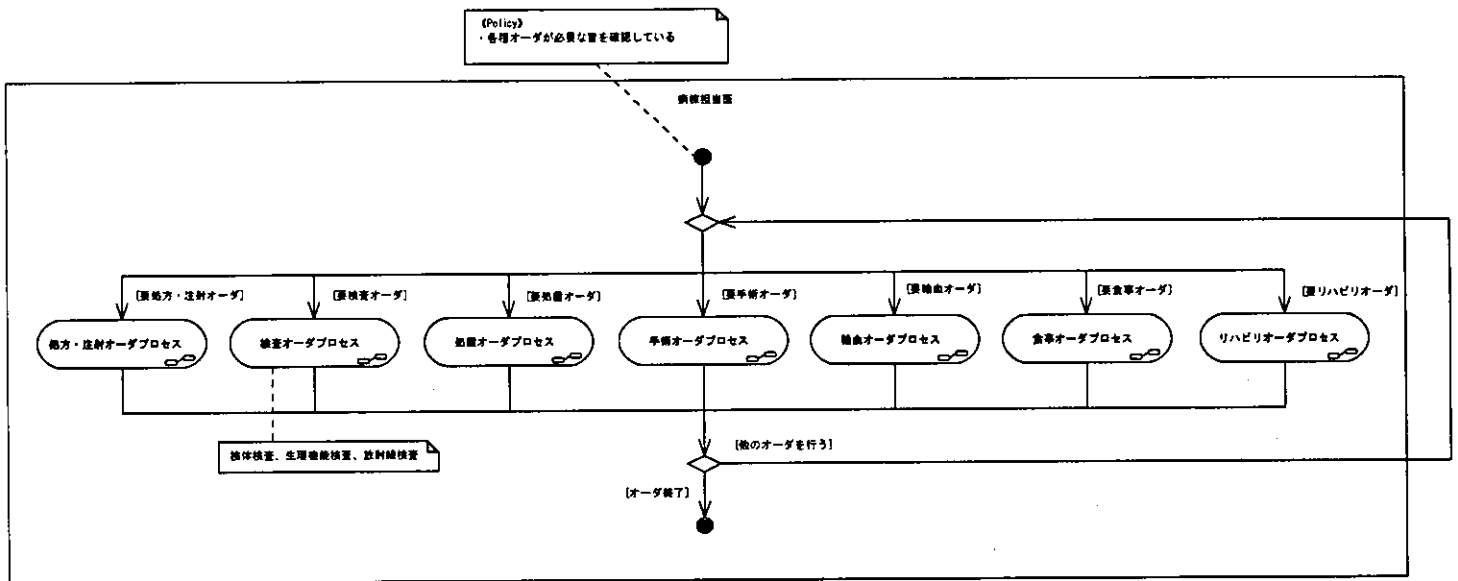 《Policy》
・各種オーダが必要な旨を確認している
病棟担当医
[要処方・注射オーダ]
[要検査オーダ]
[要処置オーダ]
[要手術オーダ]
[要輸血オーダ]
[要食事オーダ]
[要リハビリオーダ]
処方・注射オーダプロセス
検査オーダプロセス
処置オーダプロセス
手術オーダプロセス
輸血オーダプロセス
食事オーダプロセス
リハビリオーダプロセス
検体検査、生理機能検査、放射線検査
[他のオーダを行う]
[オーダ終了]